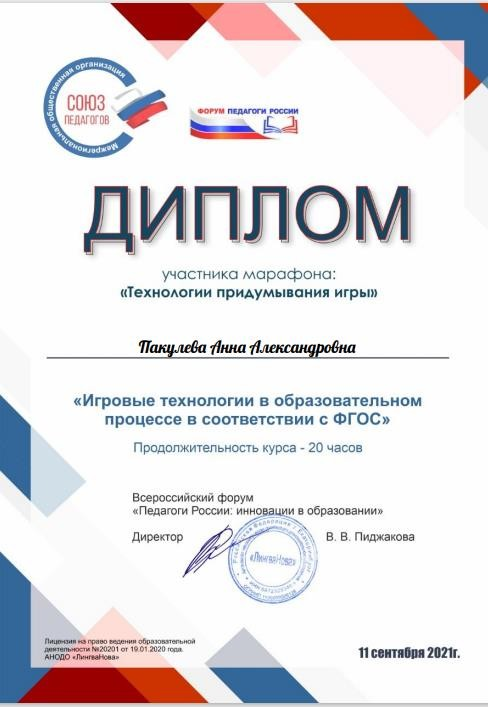 Межрегиональная общественная организация
СОЮЗ
ПЕДАГОГОВ
ФОРУМ ПЕДАГОГИ РОССИИ
ДИПЛОМ
участника марафона:
«Технологии придумывания игры»
Пакулева Анна Александровна
«Игровые технологии в образовательном
процессе в соответствии с ФГОС»
Продолжительность курса - 20 часов
Всероссийский форум
«Педагоги России: инновации в образовании»
Директор
«ЛингваНова»
В. В. Пиджакова
Лицензия на право ведения образовательной
деятельности №20201 от 19.01.2020 года.
АНОДО «ЛингваНова»
11 сентября 2021г.